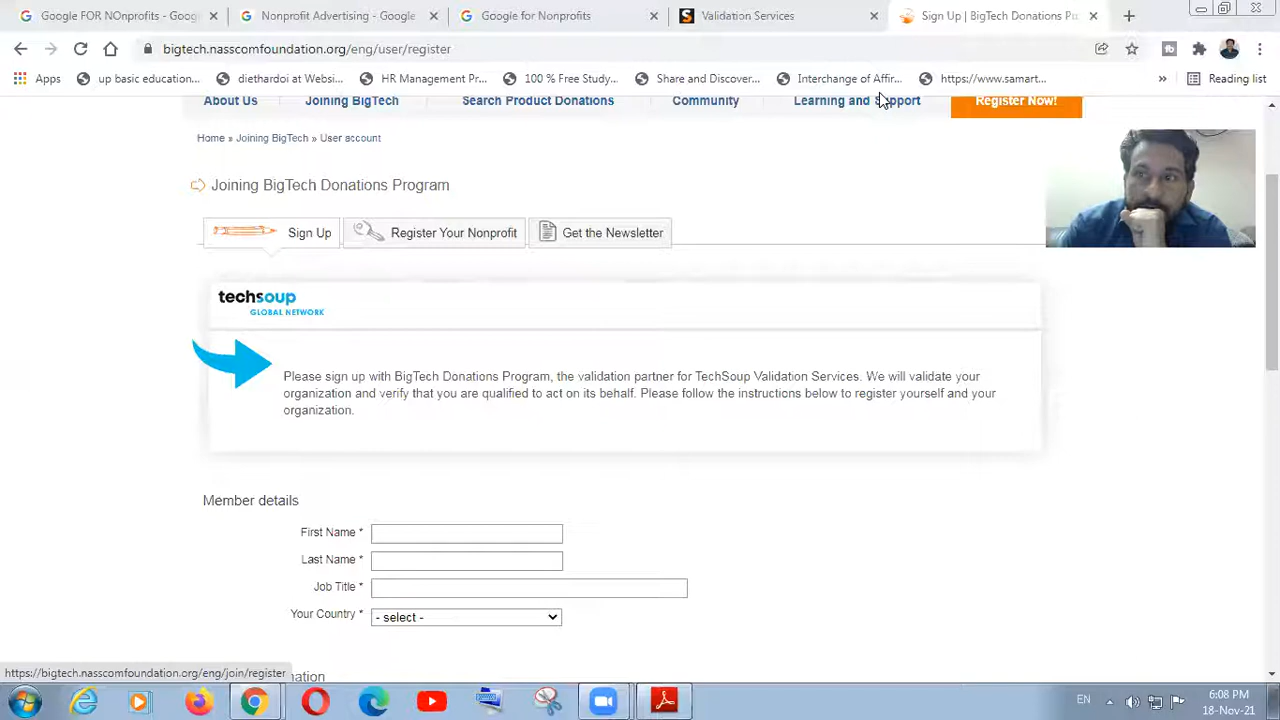 Google FOR NOnprofits - Goog
Nonprofit Advertising - Google
Google for Nonprofits
Validation Services
Sign Up | BigTech Donations Pr
bigtech.nasscomfoundation.org/eng/user/register
Apps
up basic education...
diethardoi at Websi...
HR Management Pr...
100 % Free Study...
Share and Discover...
Interchange of Affir...
https://www.samart...
»
Reading list
About Us
Joining BigTech
Search Product Donations
Community
Learning and Support
Register Now!
Home » Joining BigTech » User account
Joining BigTech Donations Program
Sign Up
Register Your Nonprofit
Get the Newsletter
techsoup
GLOBAL NETWORK
Please sign up with BigTech Donations Program, the validation partner for TechSoup Validation Services. We will validate your
organization and verify that you are qualified to act on its behalf. Please follow the instructions below to register yourself and your
organization.
Member details
First Name *
Last Name *
Job Title *
Your Country *
- select -
https://bigtech.nasscomfoundation.org/eng/join/register
EN
6:08 PM
18-Nov-21